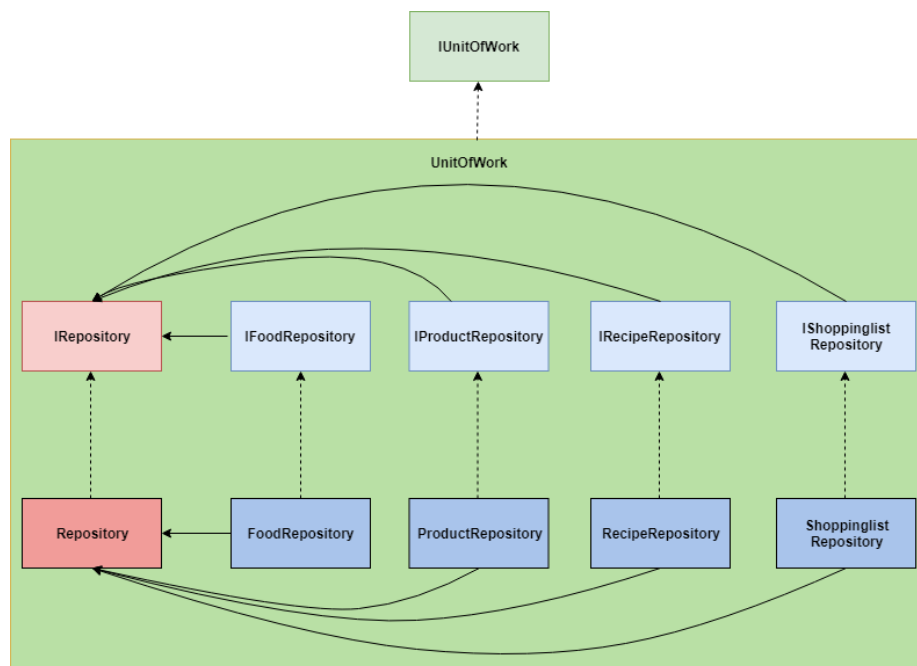 IUnitOfWork
UnitOfWork
IRepository
IFoodRepository
IProductRepository
IRecipeRepository
IShoppinglist
Repository
Repository
FoodRepository
ProductRepository
RecipeRepository
Shoppinglist
Repository